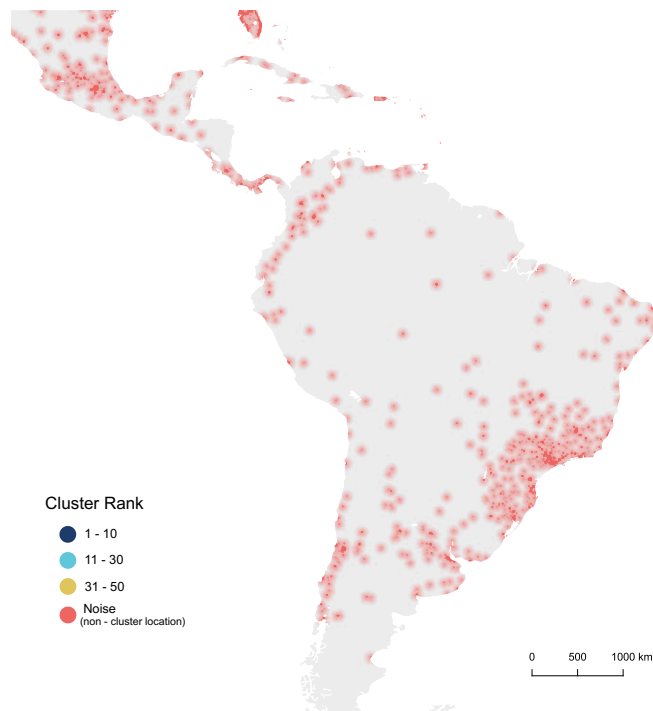 Cluster Rank
1 - 10
11 - 30
31 - 50
Noise
(non - cluster location)
0 500 1000 km